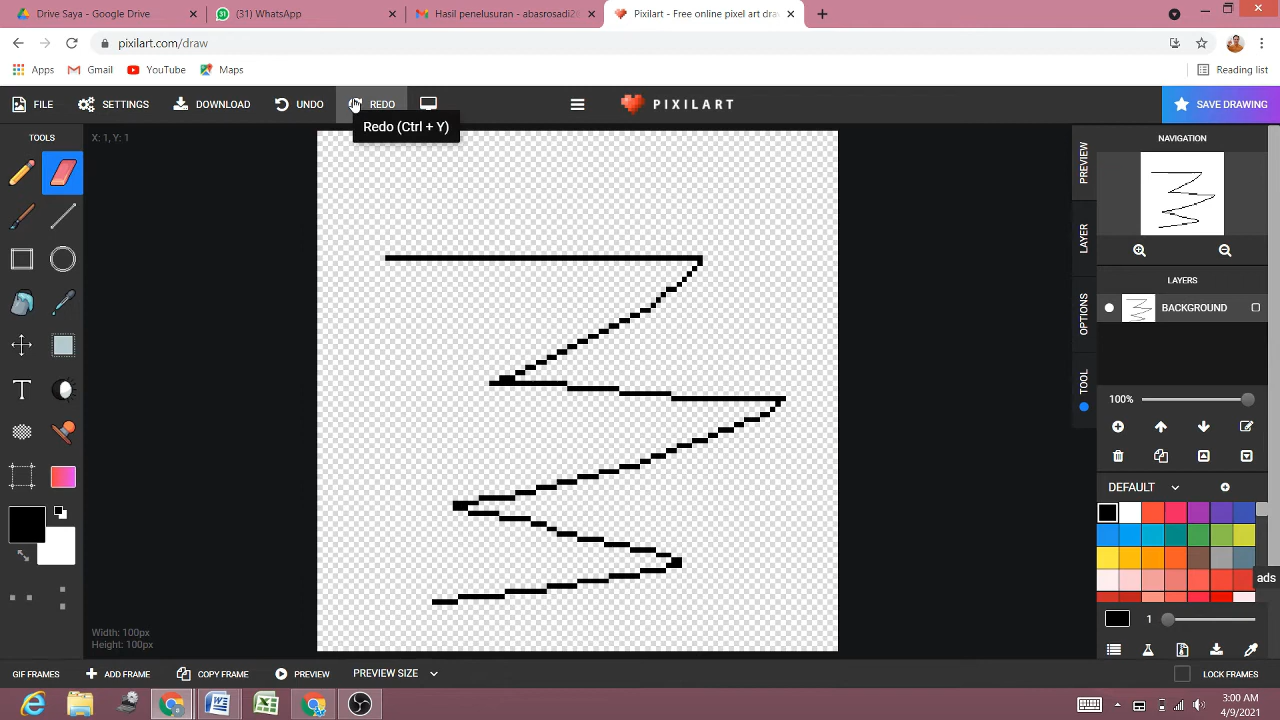 Drive Saya - Google Drive
(31) WhatsApp
Hasil penelusuran - abasrosadi28
Pixilart - Free online pixel art dra
pixilart.com/draw
Apps
Gmail
YouTube
Maps
Reading list
FILE
SETTINGS
DOWNLOAD
UNDO
REDO
PIXILART
SAVE DRAWING
Redo (Ctrl + Y)
TOOLS
X: 1, Y: 1
PREVIEW
LAYER
OPTIONS
TOOL
NAVIGATION
LAYERS
BACKGROUND
100%
DEFAULT
ads
1
Width: 100px
Height: 100px
GIF FRAMES
ADD FRAME
COPY FRAME
PREVIEW
PREVIEW SIZE
LOCK FRAMES
3:00 AM
4/9/2021